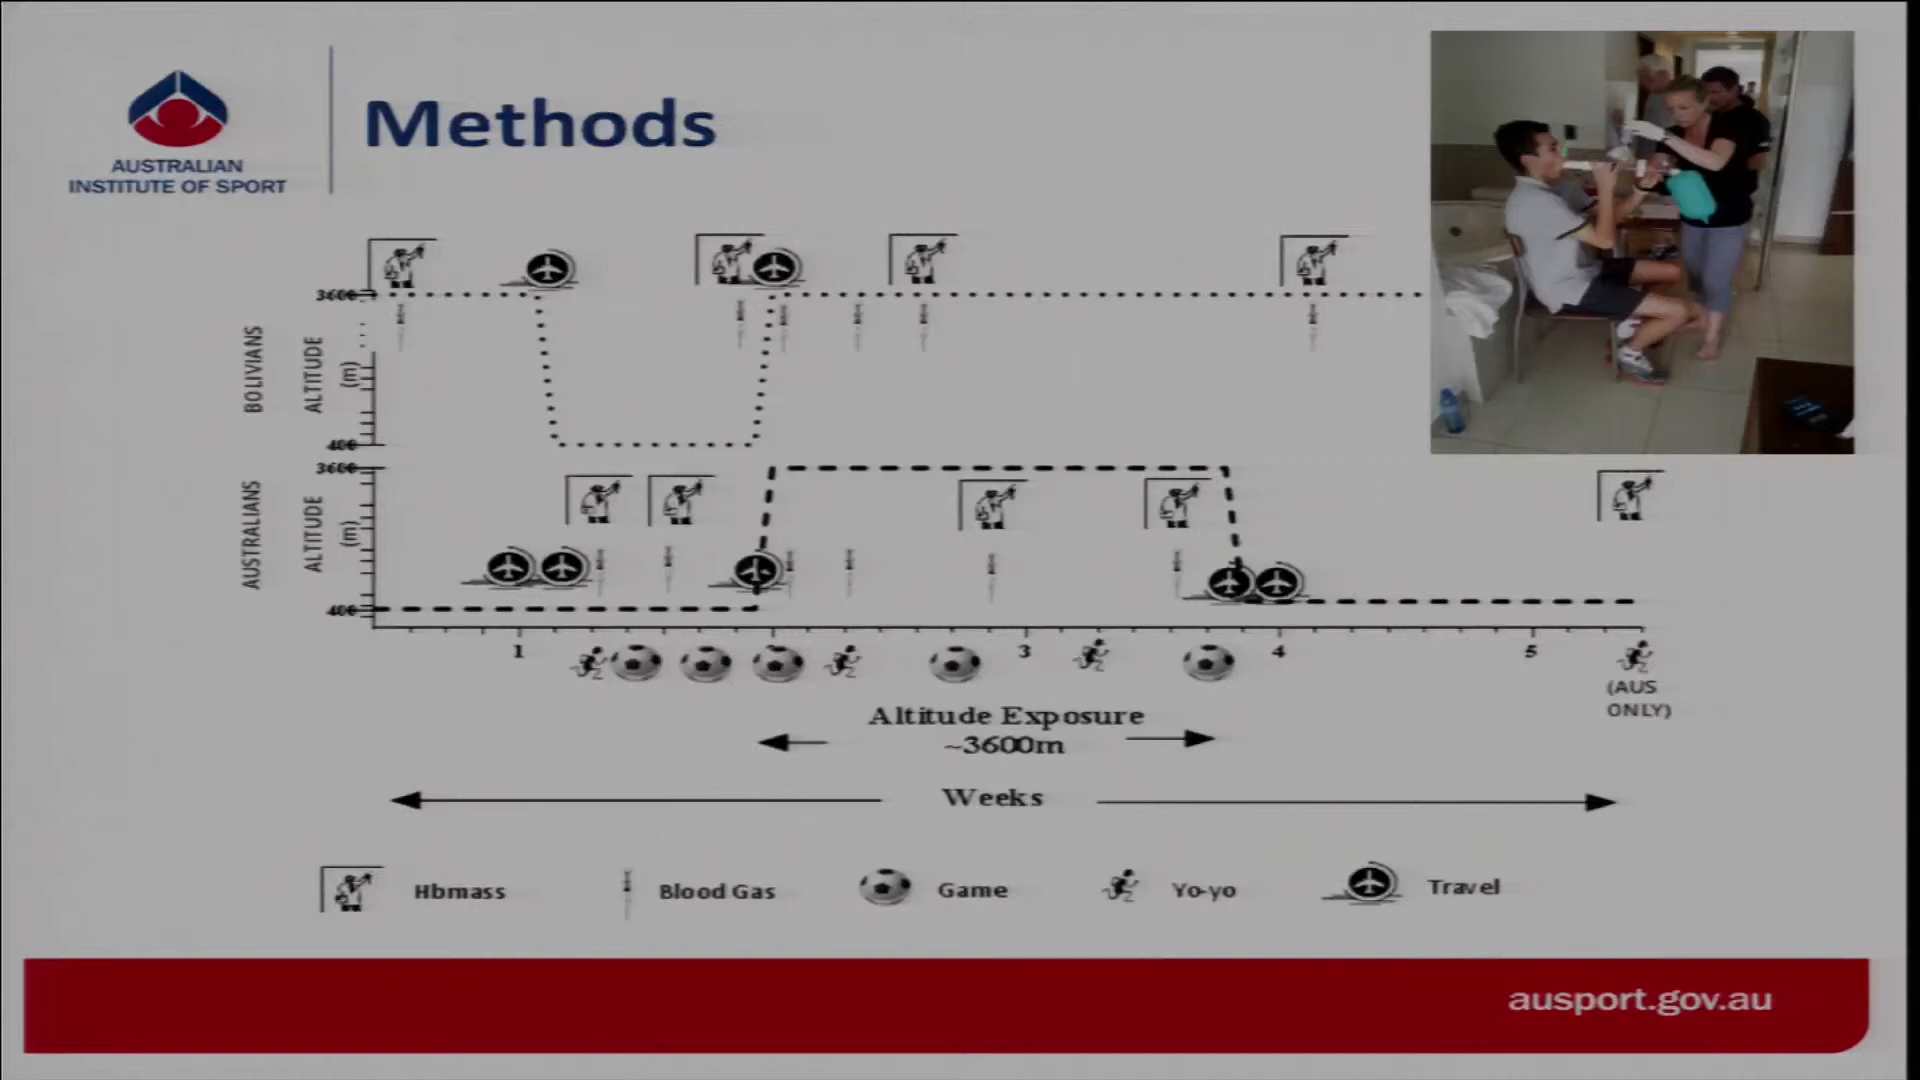 AUSTRALIAN
INSTITUTE OF SPORT
Methods
BOLIVIANS
ALTITUDE
(m)
3600
400
AUSTRALIANS
ALTITUDE
(m)
3600
400
1
3
4
5
(AUS
ONLY)
Altitude Exposure
~3600m
Weeks
Hbmass
Blood Gas
Game
Yo-yo
Travel
ausport.gov.au